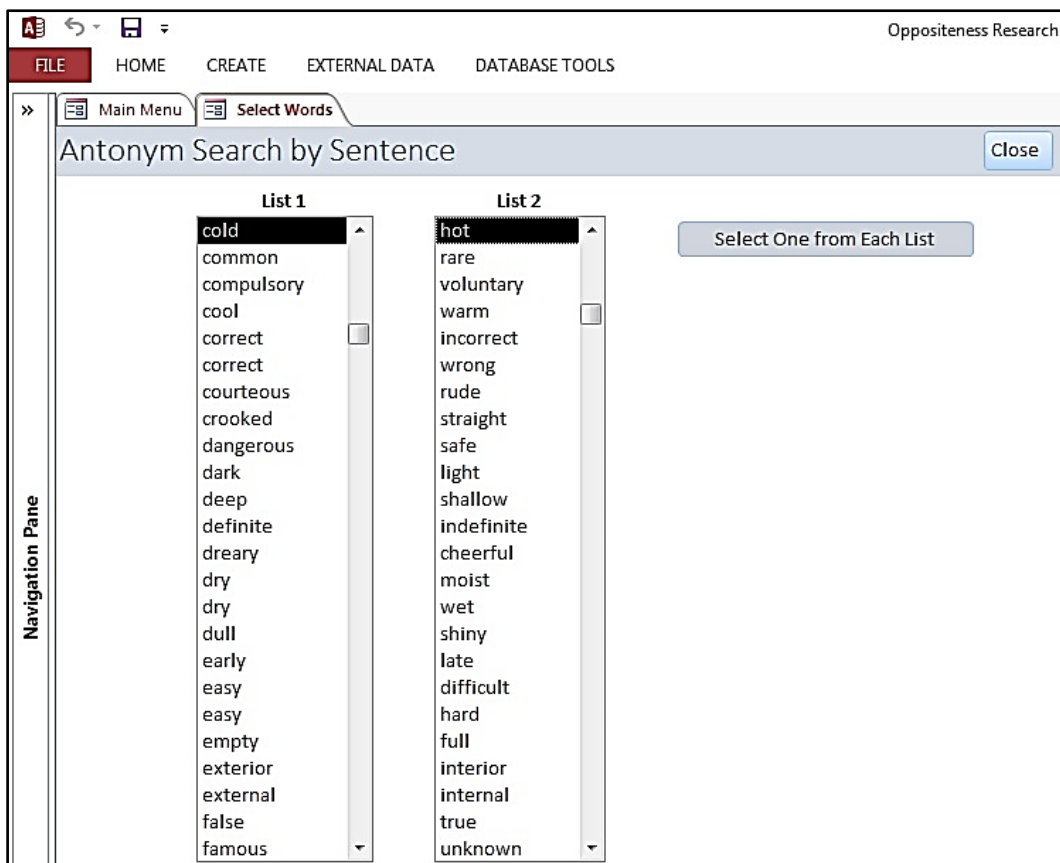 Oppositeness Research
FILE HOME CREATE EXTERNAL DATA DATABASE TOOLS
Main Menu Select Words
Antonym Search by Sentence Close
List 1 List 2
Select One from Each List
cold hot
common rare
compulsory voluntary
cool warm
correct incorrect
correct wrong
courteous rude
crooked straight
dangerous safe
dark light
deep shallow
definite indefinite
dreary cheerful
dry moist
dry wet
dull shiny
early late
easy difficult
easy hard
empty full
exterior interior
external internal
false true
famous unknown
Navigation Pane